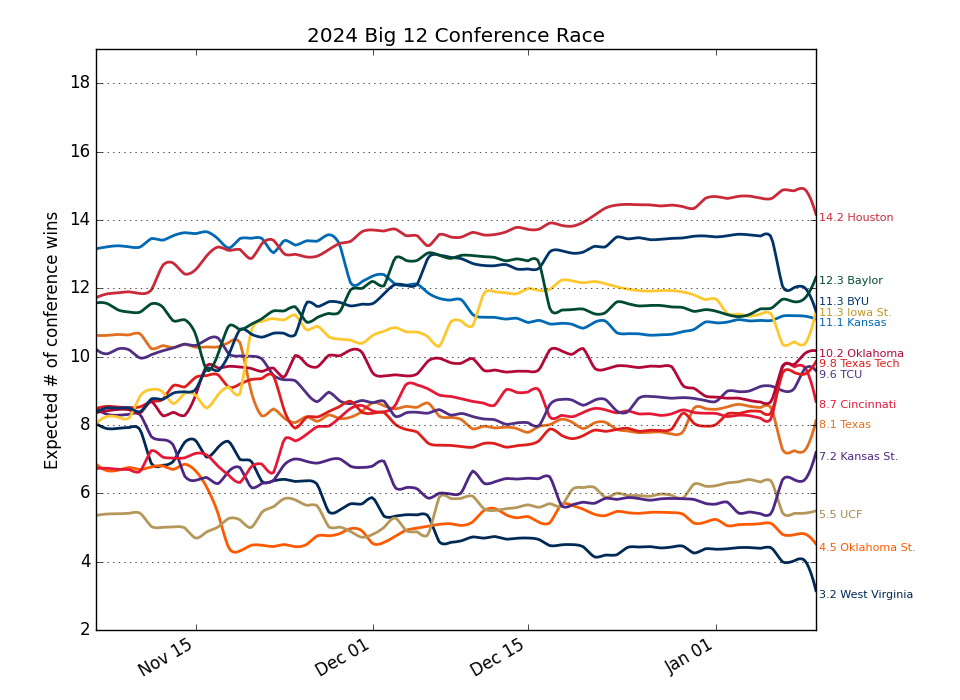 2024 Big 12 Conference Race
Expected # of conference wins
18
16
14
12
10
8
6
4
2
Nov 15
Dec 01
Dec 15
Jan 01
14.2 Houston
12.3 Baylor
11.3 BYU
11.3 Iowa St.
11.1 Kansas
10.2 Oklahoma
9.8 Texas Tech
9.6 TCU
8.7 Cincinnati
8.1 Texas
7.2 Kansas St.
5.5 UCF
4.5 Oklahoma St.
3.2 West Virginia